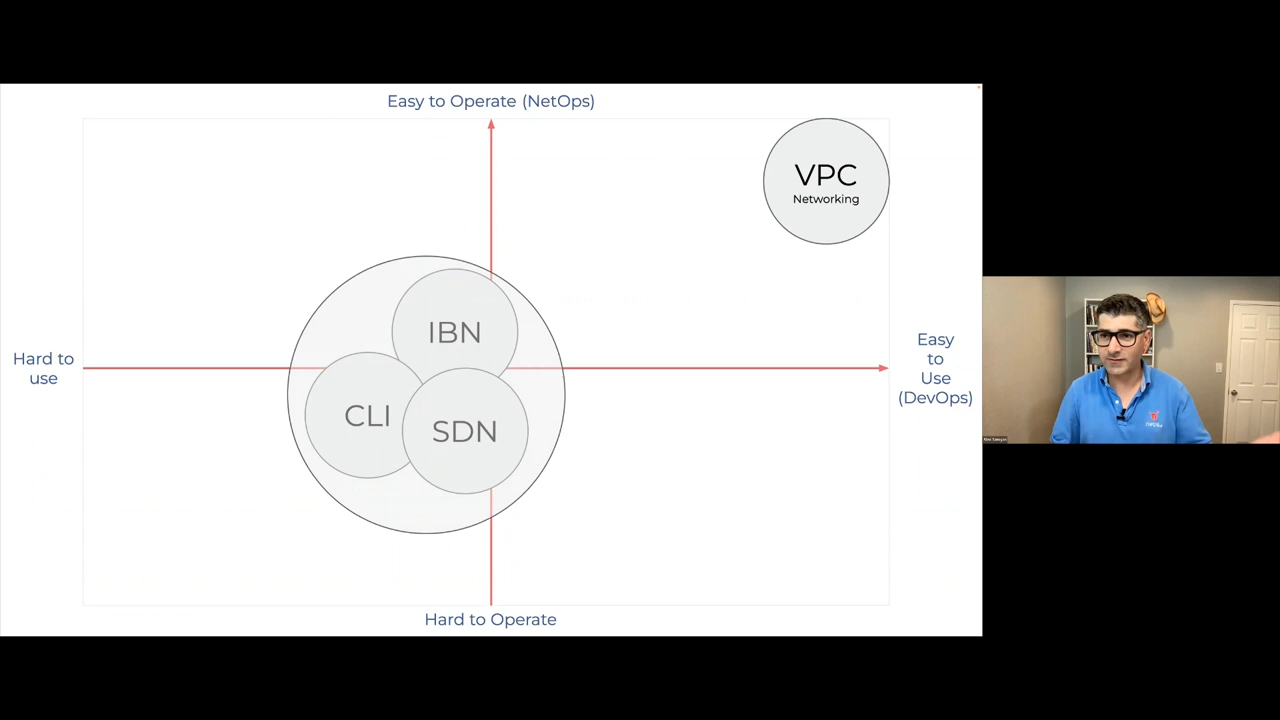 Easy to Operate (NetOps)
VPC
Networking
IBN
Hard to
use
Easy
to
Use
(DevOps)
CLI
SDN
Hard to Operate